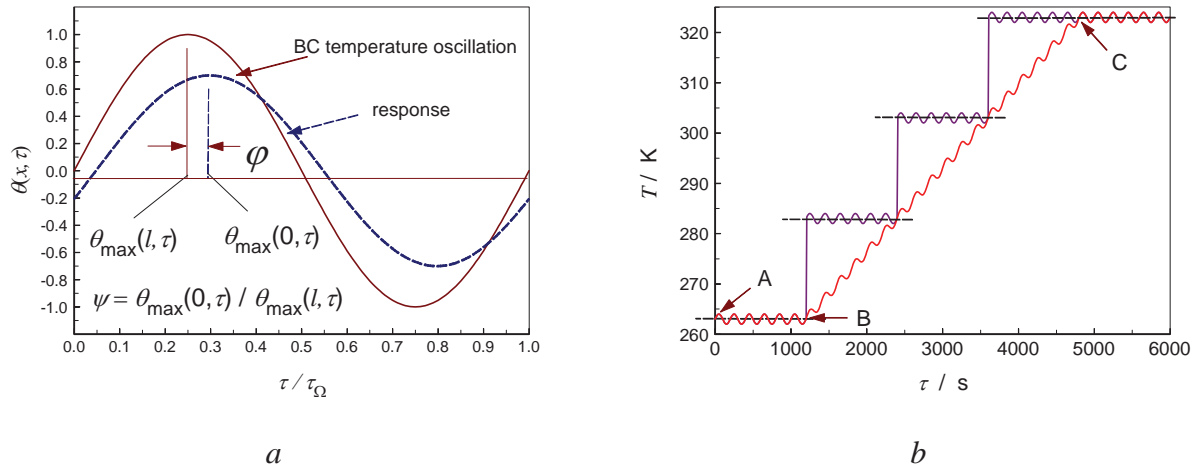 1.0
0.8
0.6
0.4
0.2
0.0
-0.2
-0.4
-0.6
-0.8
-1.0
θ(x, τ)
BC temperature oscillation
response
φ
θmax(l, τ)
θmax(0, τ)
ψ = θmax(0, τ) / θmax(l, τ)
0.0 0.1 0.2 0.3 0.4 0.5 0.6 0.7 0.8 0.9 1.0
τ / τΩ
a
320
310
300
290
280
270
260
T / K
A
B
C
0 1000 2000 3000 4000 5000 6000
τ / s
b